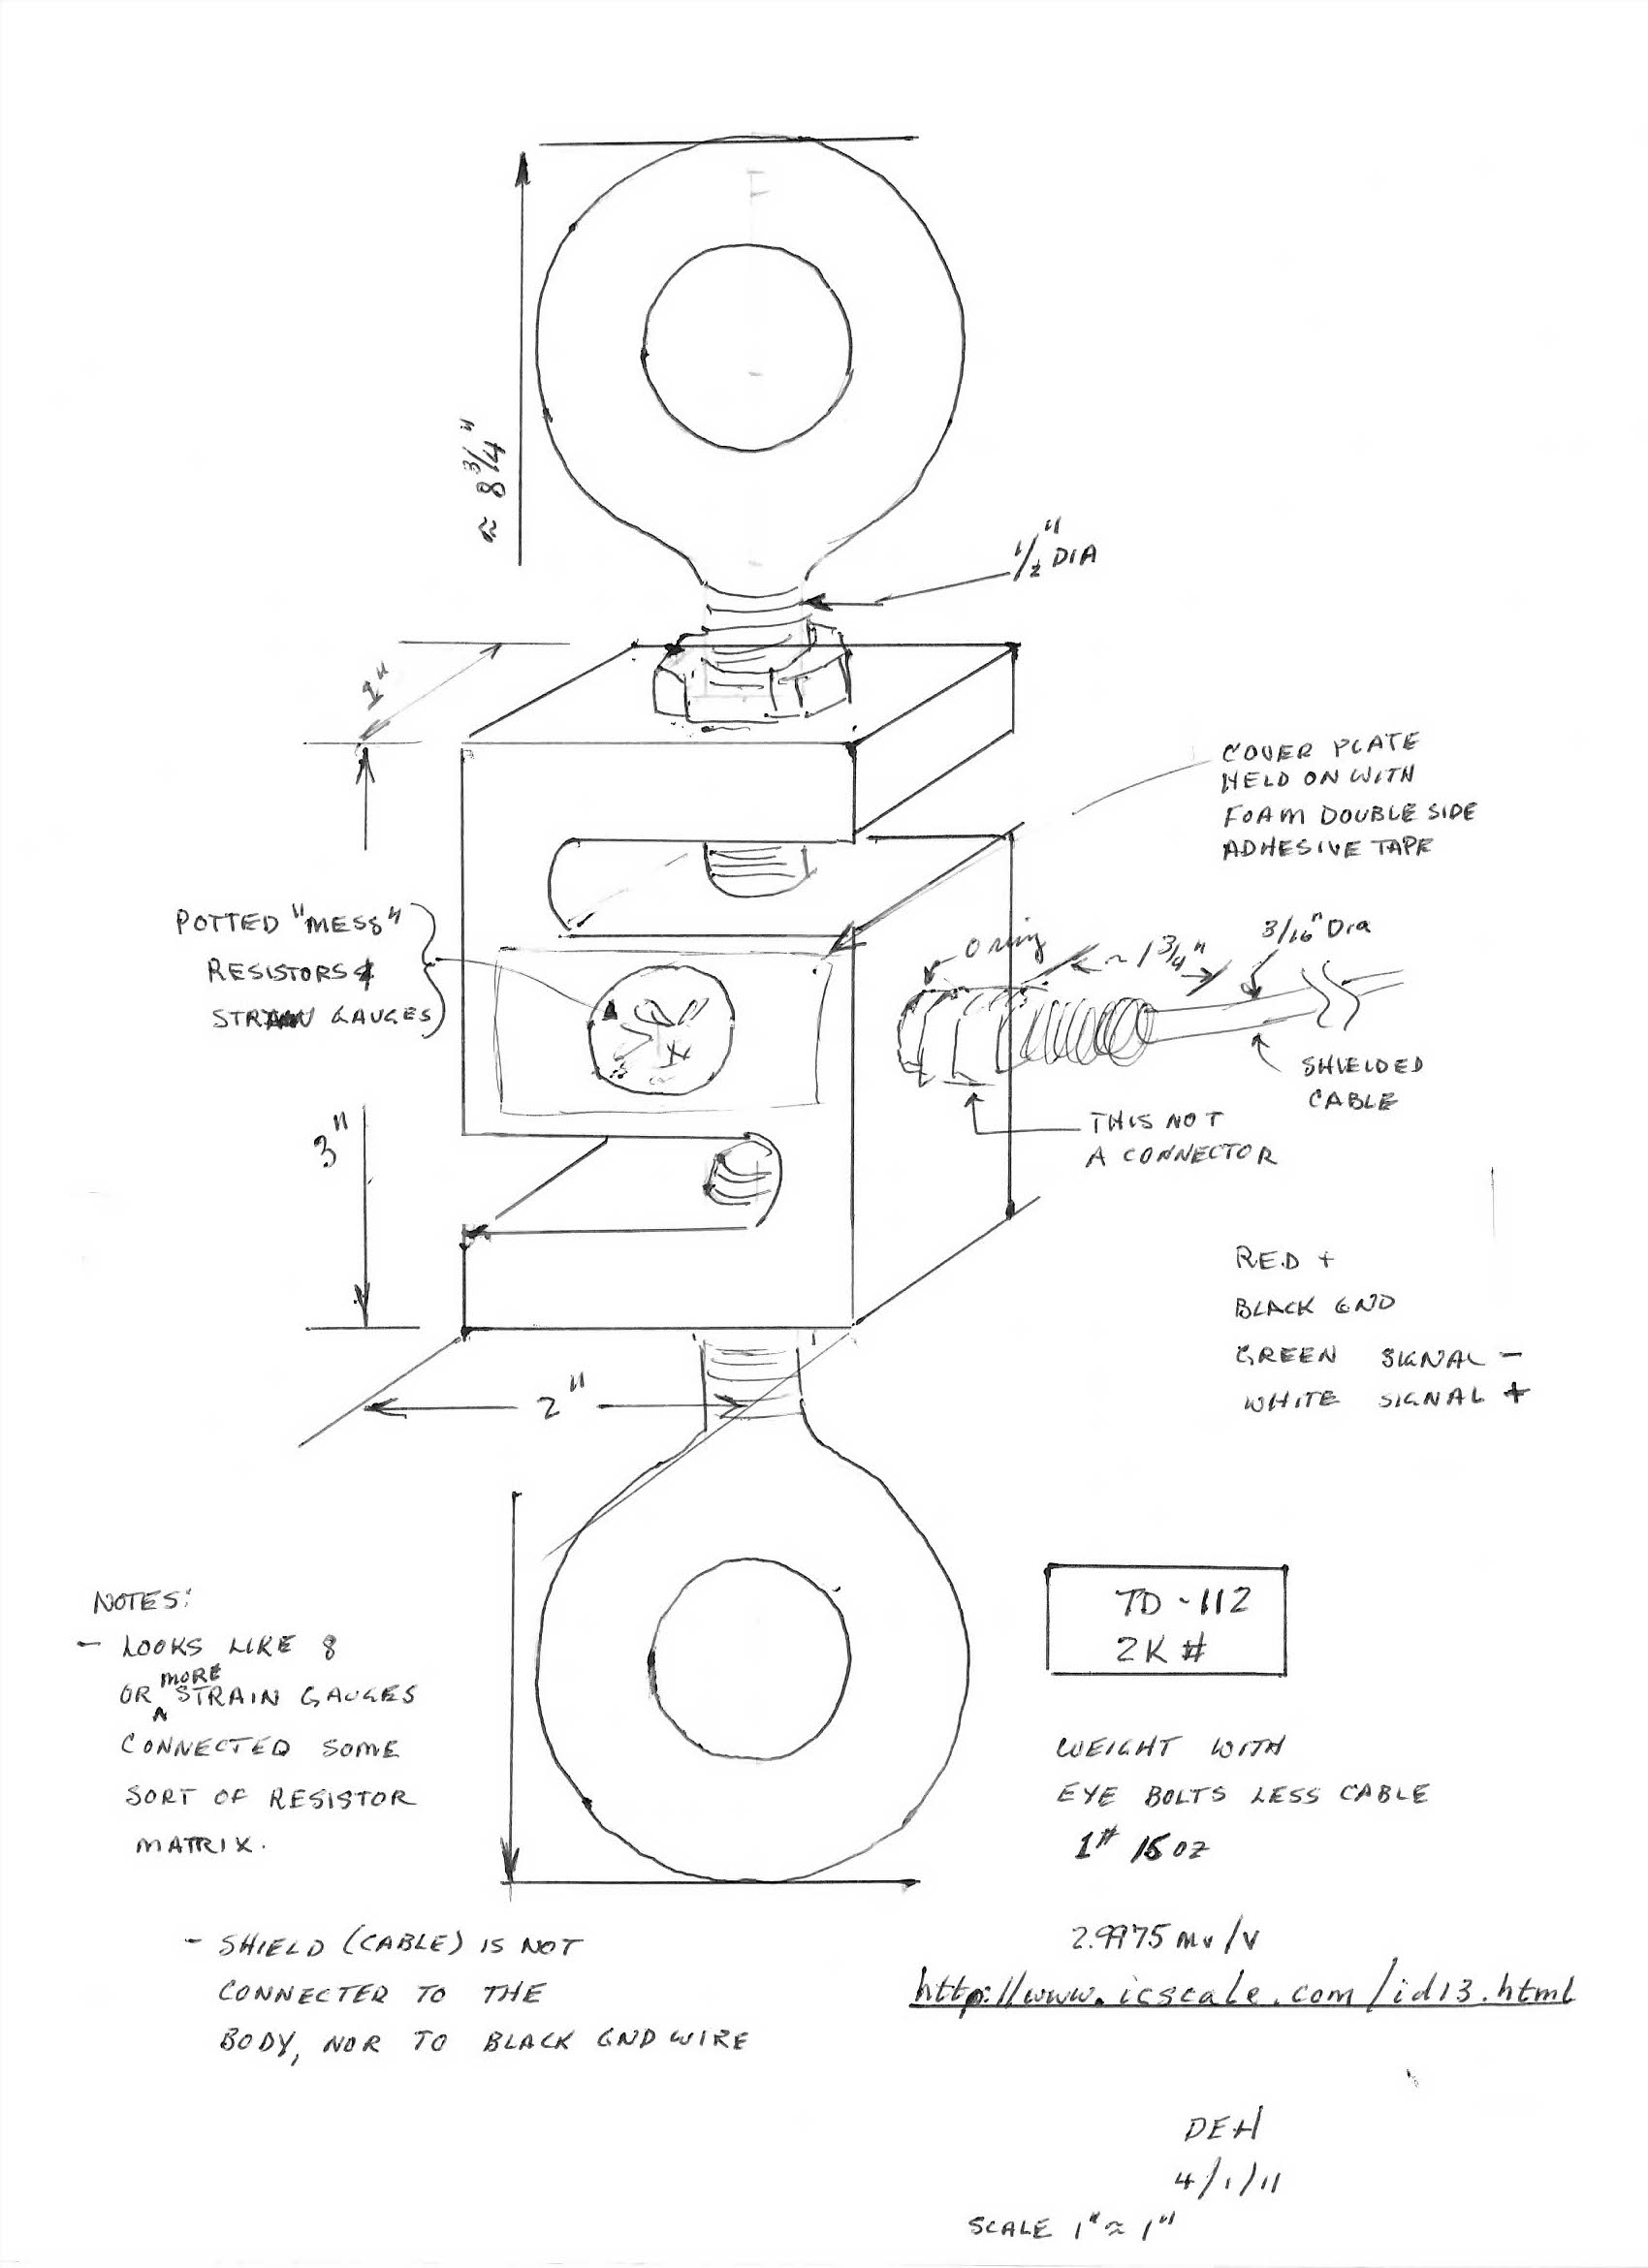 ≈ 8 3/4"
1/2" DIA
1"
COVER PLATE
HELD ON WITH
FOAM DOUBLE SIDE
ADHESIVE TAPE
POTTED "MESS"
RESISTORS &
STRAIN GAUGES
O ring
~ 1 3/4"
3/16" Dia
SHIELDED
CABLE
THIS NOT
A CONNECTOR
3"
RED +
BLACK GND
GREEN SIGNAL -
WHITE SIGNAL +
2"
NOTES:
- LOOKS LIKE 8
OR MORE STRAIN GAUGES
CONNECTED SOME
SORT OF RESISTOR
MATRIX.
TD-112
2K #
WEIGHT WITH
EYE BOLTS LESS CABLE
1# 15 OZ
- SHIELD (CABLE) IS NOT
CONNECTED TO THE
BODY, NOR TO BLACK GND WIRE
2.9975 mv/v
http://www.icscale.com/id13.html
DEH
4/1/11
SCALE 1" ≈ 1"